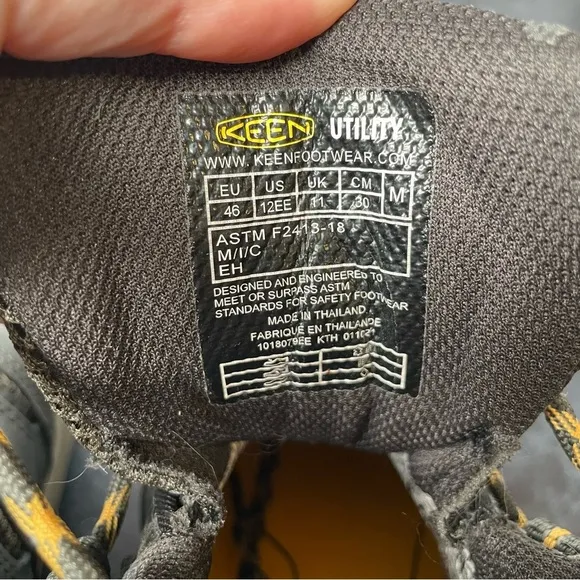 KEEN UTILITY
WWW.KEENFOOTWEAR.COM
EU US UK CM M
46 12EE 11 30
ASTM F2413-18
M/I/C
EH
DESIGNED AND ENGINEERED TO
MEET OR SURPASS ASTM
STANDARDS FOR SAFETY FOOTWEAR
MADE IN THAILAND
FABRIQUÉ EN THAILANDE
1018079EE KTH